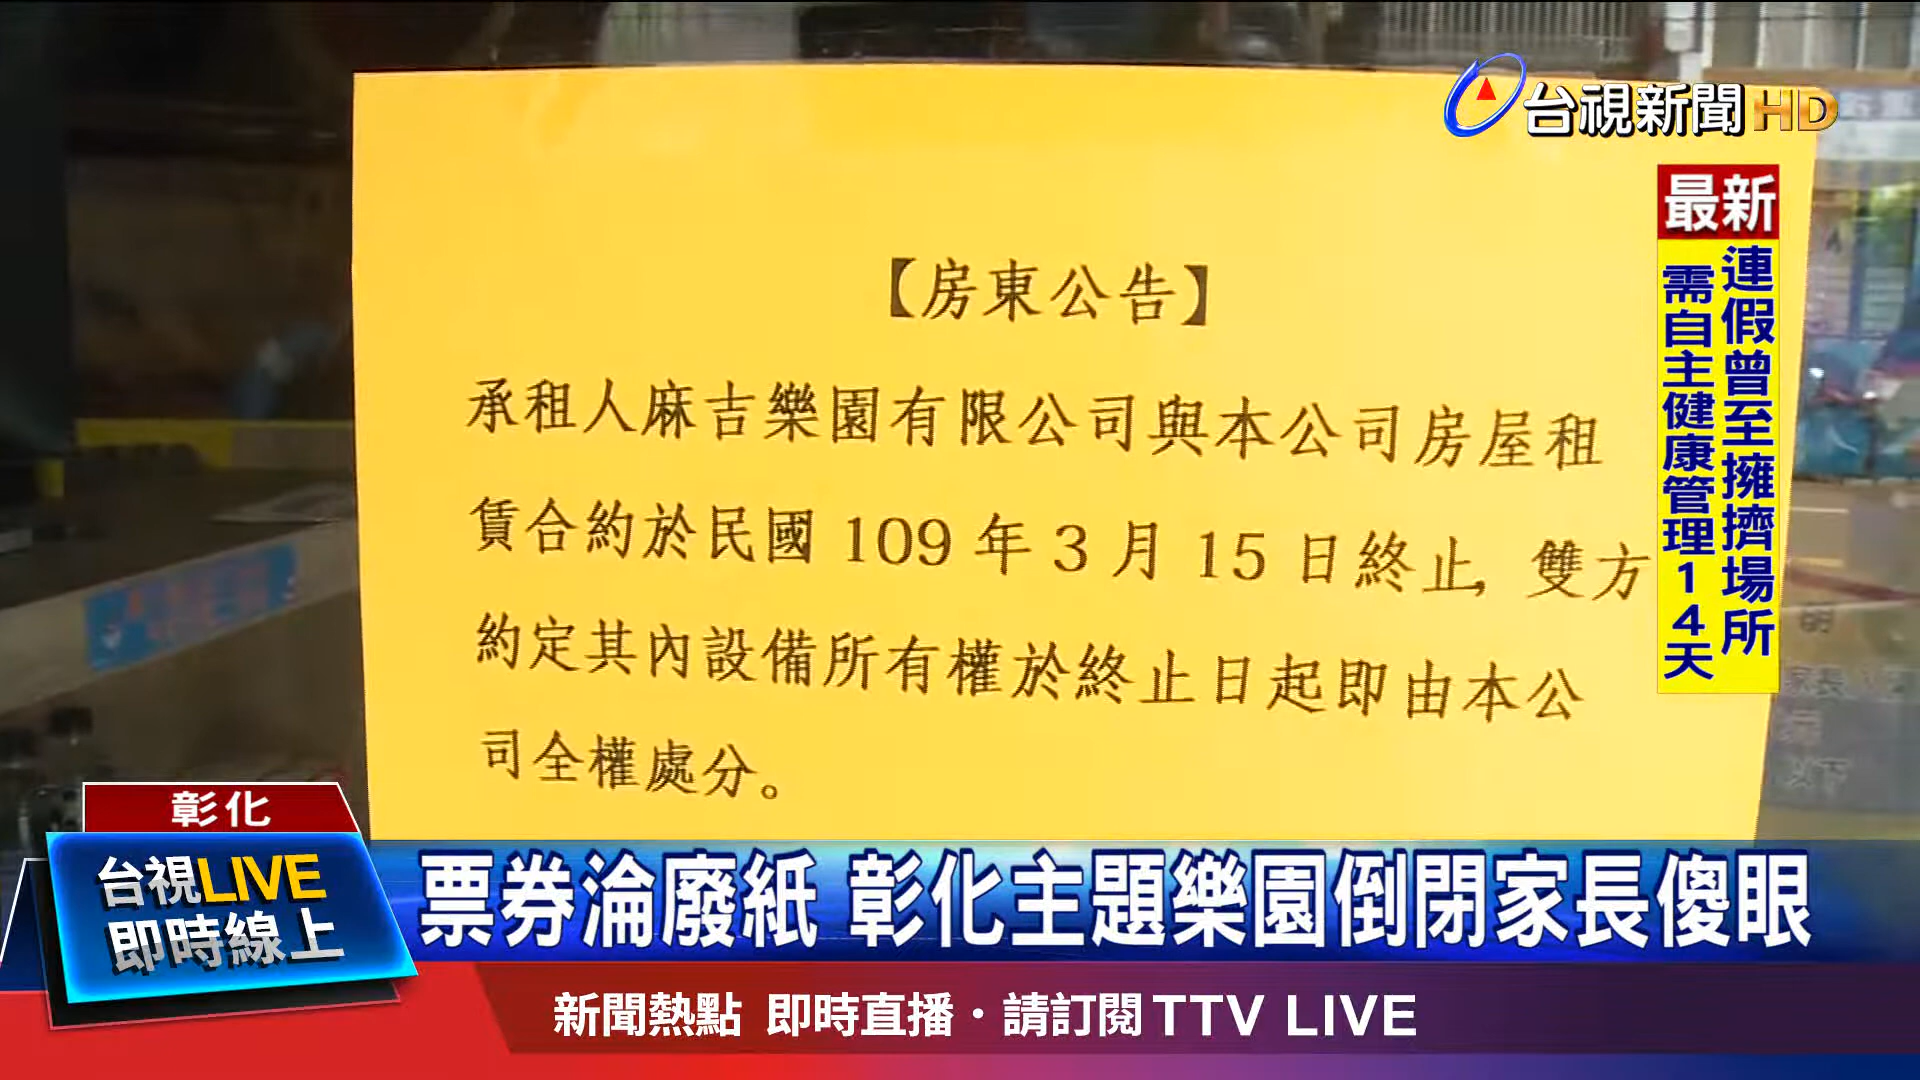 台視新聞HD
最新
連假曾至擁擠場所
需自主健康管理14天
【房東公告】
承租人麻吉樂園有限公司與本公司房屋租
賃合約於民國 109 年 3 月 15 日終止, 雙方
約定其內設備所有權於終止日起即由本公
司全權處分。
彰化
台視LIVE
即時線上
票券淪廢紙 彰化主題樂園倒閉家長傻眼
新聞熱點 即時直播·請訂閱TTV LIVE